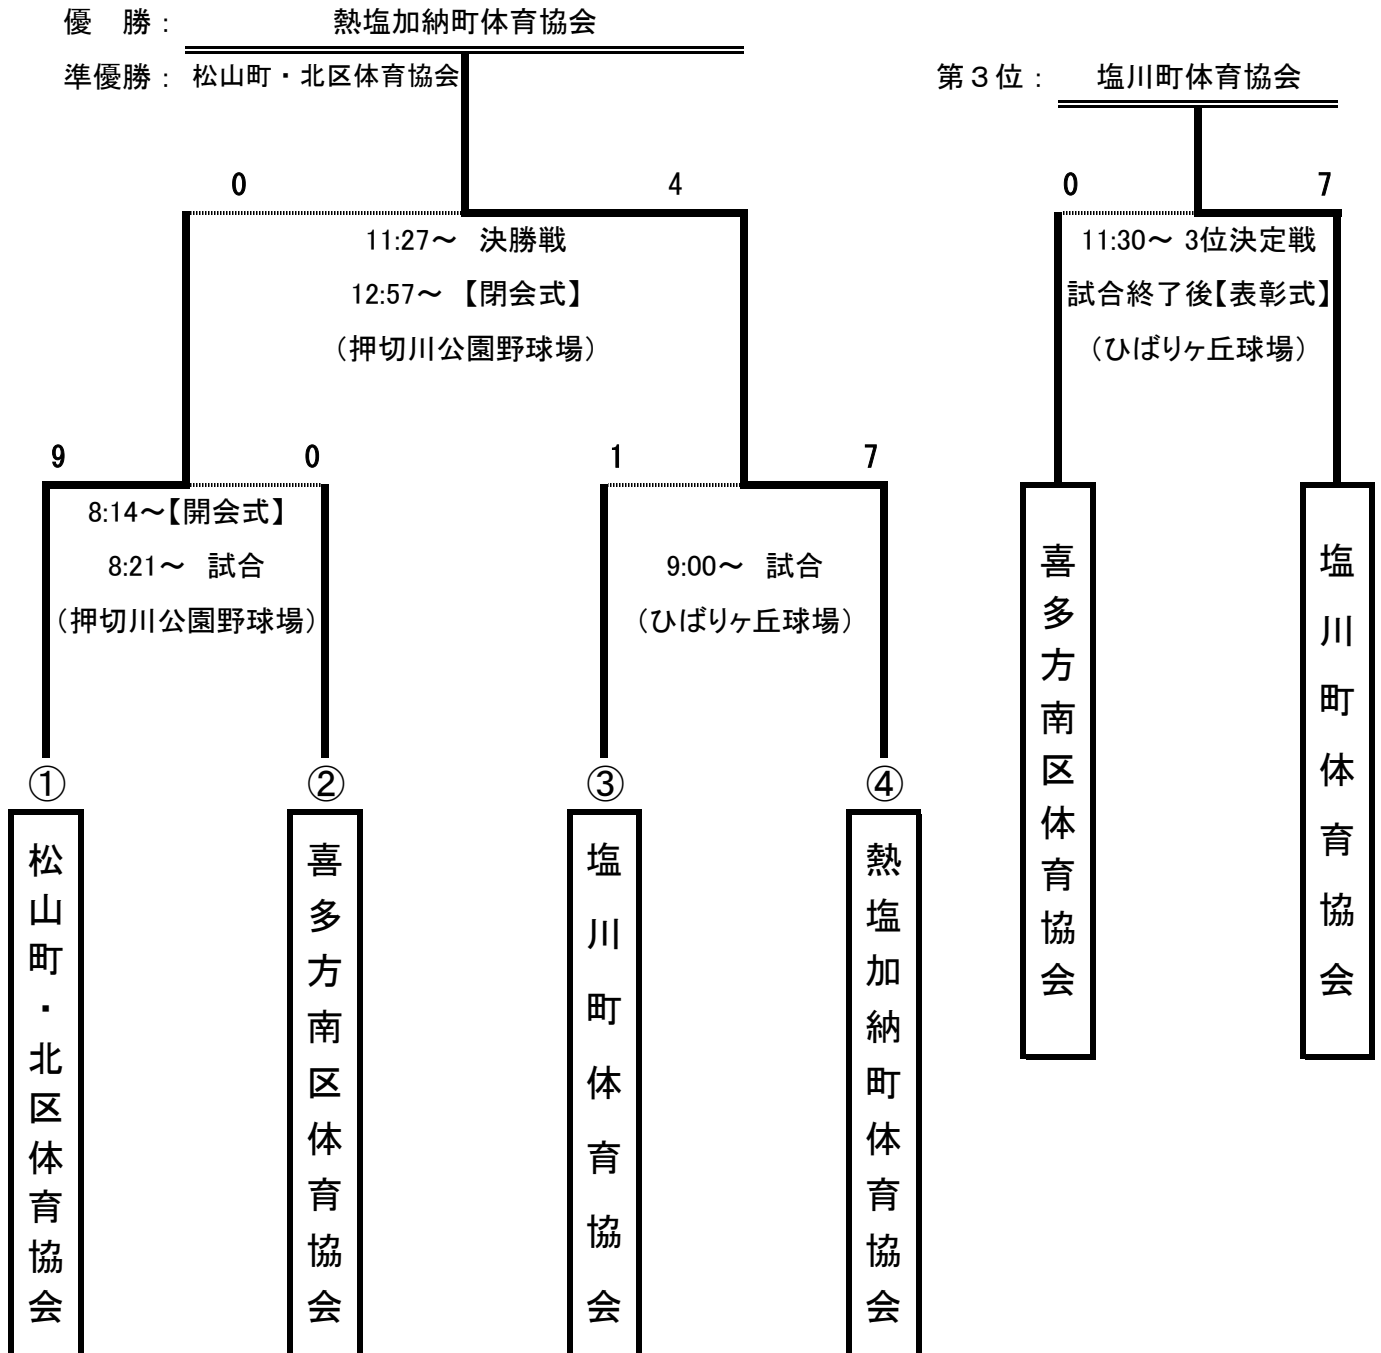 優　勝： 熱塩加納町体育協会
準優勝： 松山町・北区体育協会
第３位： 塩川町体育協会
0 4
11:27～ 決勝戦
12:57～ 【閉会式】
（押切川公園野球場）
0 7
11:30～ 3位決定戦
試合終了後【表彰式】
（ひばりヶ丘球場）
9 0
8:14～【開会式】
8:21～ 試合
（押切川公園野球場）
1 7
9:00～ 試合
（ひばりヶ丘球場）
喜多方南区体育協会
塩川町体育協会
①
松山町・北区体育協会
②
喜多方南区体育協会
③
塩川町体育協会
④
熱塩加納町体育協会